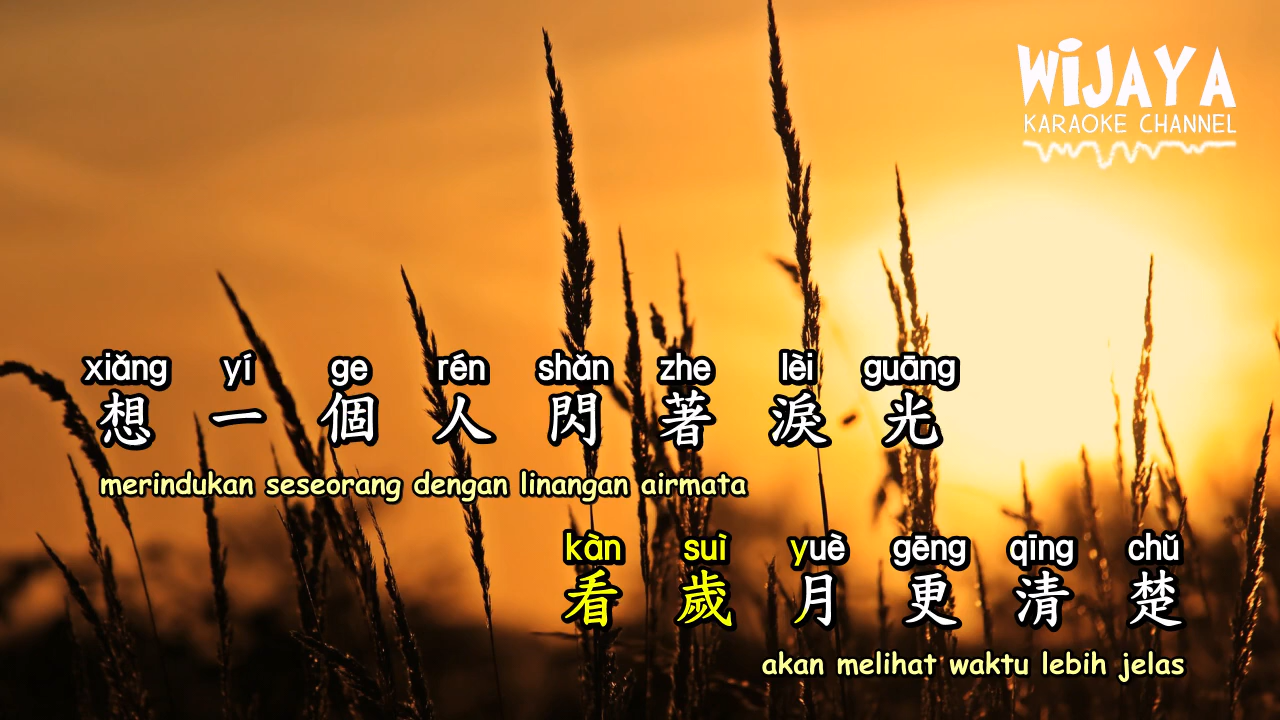 WiJAYA
KARAOKE CHANNEL
xiǎng yí ge rén shǎn zhe lèi guāng
想 一 個 人 閃 著 淚 光
merindukan seseorang dengan linangan airmata
kàn suì yuè gēng qīng chǔ
看 歲 月 更 清 楚
akan melihat waktu lebih jelas